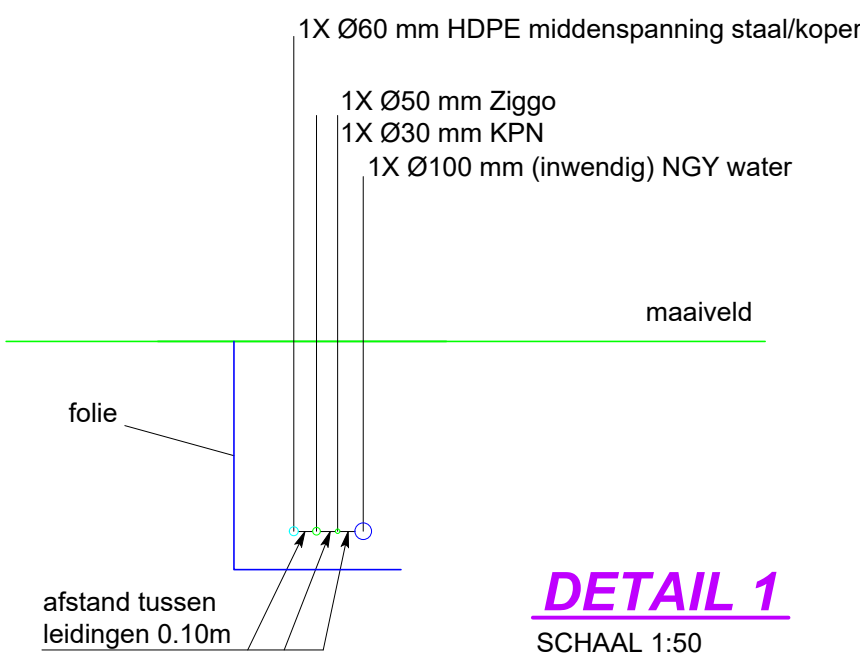 1X Ø60 mm HDPE middenspanning staal/koper
1X Ø50 mm Ziggo
1X Ø30 mm KPN
1X Ø100 mm (inwendig) NGY water
maaiveld
folie
afstand tussen
leidingen 0.10m
DETAIL 1
SCHAAL 1:50